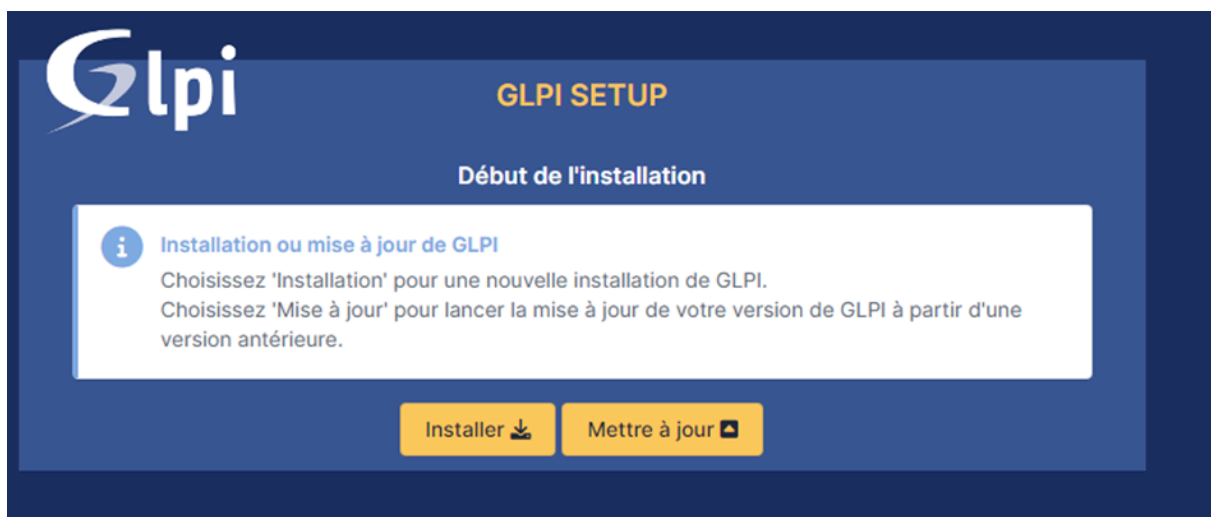 Glpi
GLPI SETUP
Début de l'installation
Installation ou mise à jour de GLPI
Choisissez 'Installation' pour une nouvelle installation de GLPI.
Choisissez 'Mise à jour' pour lancer la mise à jour de votre version de GLPI à partir d'une
version antérieure.
Installer
Mettre à jour